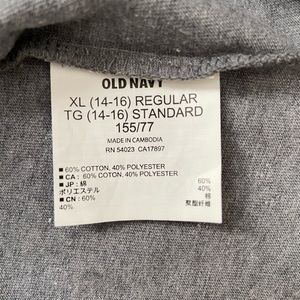 OLD NAVY
XL (14-16) REGULAR
TG (14-16) STANDARD
155/77
MADE IN CAMBODIA
RN 54023 CA17897
■ 60% COTTON, 40% POLYESTER
■ CA : 60% COTON, 40% POLYESTER
■ JP : 綿 60%
ポリエステル 40%
■ CN : 60% 棉
40% 聚酯纤维